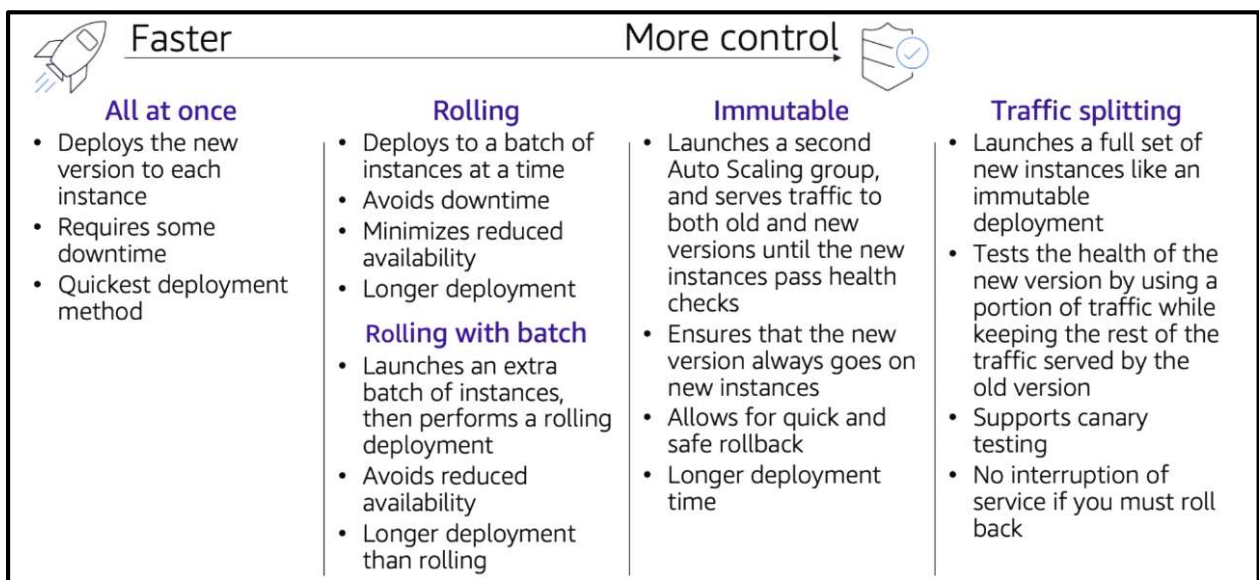 Faster
More control
All at once
• Deploys the new
version to each
instance
• Requires some
downtime
• Quickest deployment
method
Rolling
• Deploys to a batch of
instances at a time
• Avoids downtime
• Minimizes reduced
availability
• Longer deployment
Rolling with batch
• Launches an extra
batch of instances,
then performs a rolling
deployment
• Avoids reduced
availability
• Longer deployment
than rolling
Immutable
• Launches a second
Auto Scaling group,
and serves traffic to
both old and new
versions until the new
instances pass health
checks
• Ensures that the new
version always goes on
new instances
• Allows for quick and
safe rollback
• Longer deployment
time
Traffic splitting
• Launches a full set of
new instances like an
immutable
deployment
• Tests the health of the
new version by using a
portion of traffic while
keeping the rest of the
traffic served by the
old version
• Supports canary
testing
• No interruption of
service if you must roll
back